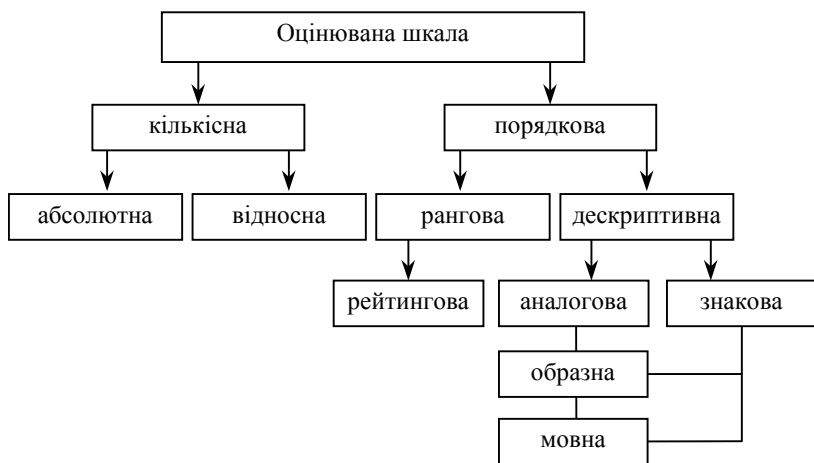 Оцінювана шкала
кількісна
порядкова
абсолютна
відносна
рангова
дескриптивна
рейтингова
аналогова
знакова
образна
мовна